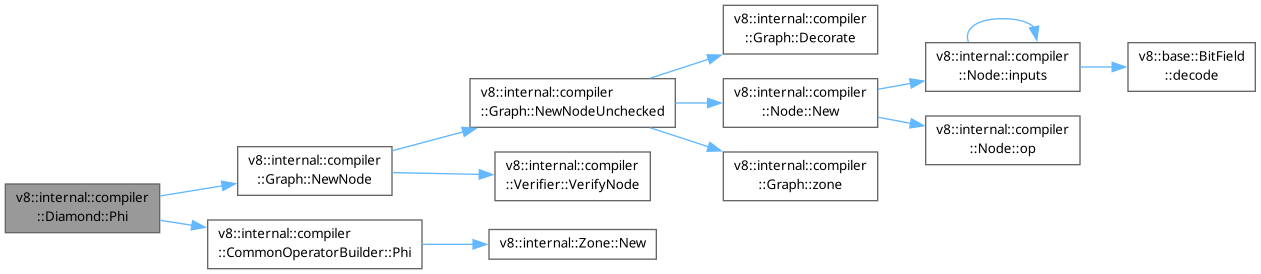 v8::internal::compiler
::Diamond::Phi
v8::internal::compiler
::Graph::NewNode
v8::internal::compiler
::CommonOperatorBuilder::Phi
v8::internal::compiler
::Graph::NewNodeUnchecked
v8::internal::compiler
::Verifier::VerifyNode
v8::internal::Zone::New
v8::internal::compiler
::Graph::Decorate
v8::internal::compiler
::Node::New
v8::internal::compiler
::Graph::zone
v8::internal::compiler
::Node::inputs
v8::internal::compiler
::Node::op
v8::base::BitField
::decode